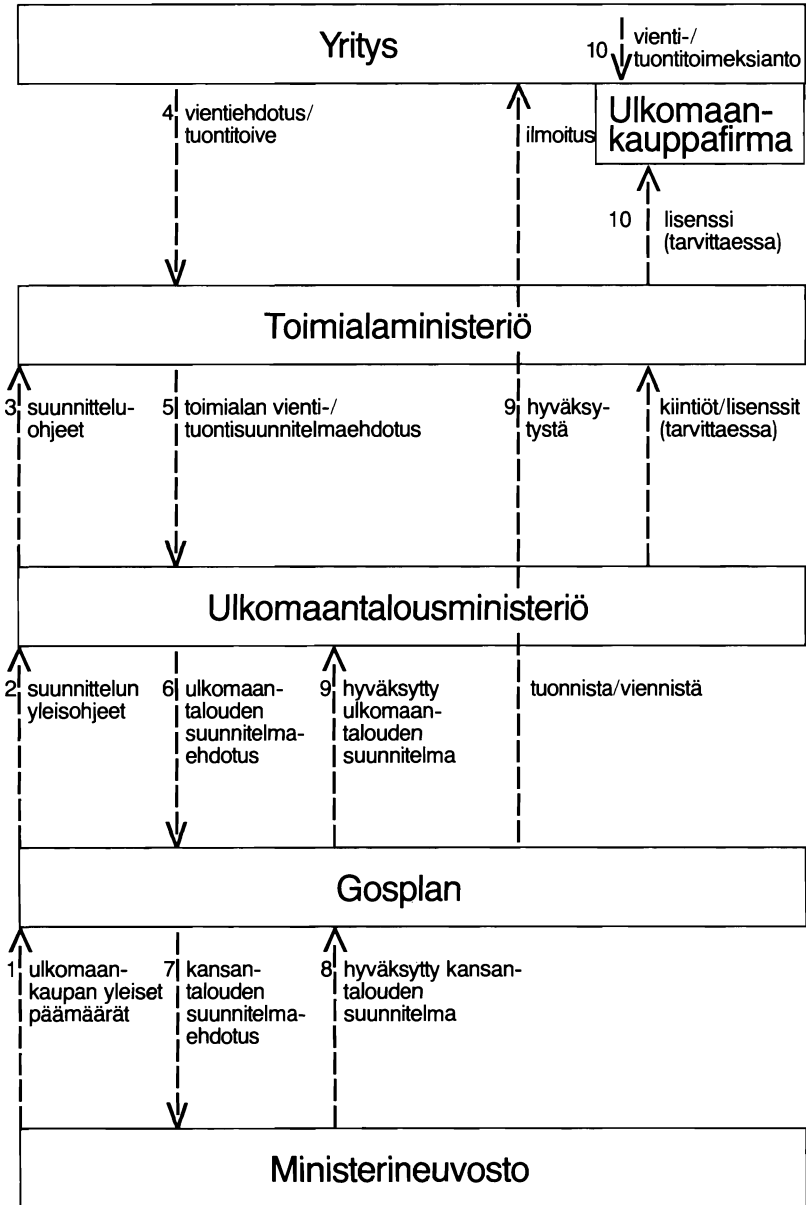 Yritys
10 vienti-/
tuontitoimeksianto
Ulkomaan-
kauppafirma
4 vientiehdotus/
tuontitoive
ilmoitus
10 lisenssi
(tarvittaessa)
Toimialaministeriö
3 suunnittelu-
ohjeet
5 toimialan vienti-/
tuontisuunnitelmaehdotus
9 hyväksy-
tystä
kiintiöt/lisenssit
(tarvittaessa)
Ulkomaantalousministeriö
2 suunnittelun
yleisohjeet
6 ulkomaan-
talouden
suunnitelma-
ehdotus
9 hyväksytty
ulkomaan-
talouden
suunnitelma
tuonnista/viennistä
Gosplan
1 ulkomaan-
kaupan yleiset
päämäärät
7 kansan-
talouden
suunnitelma-
ehdotus
8 hyväksytty kansan-
talouden
suunnitelma
Ministerineuvosto